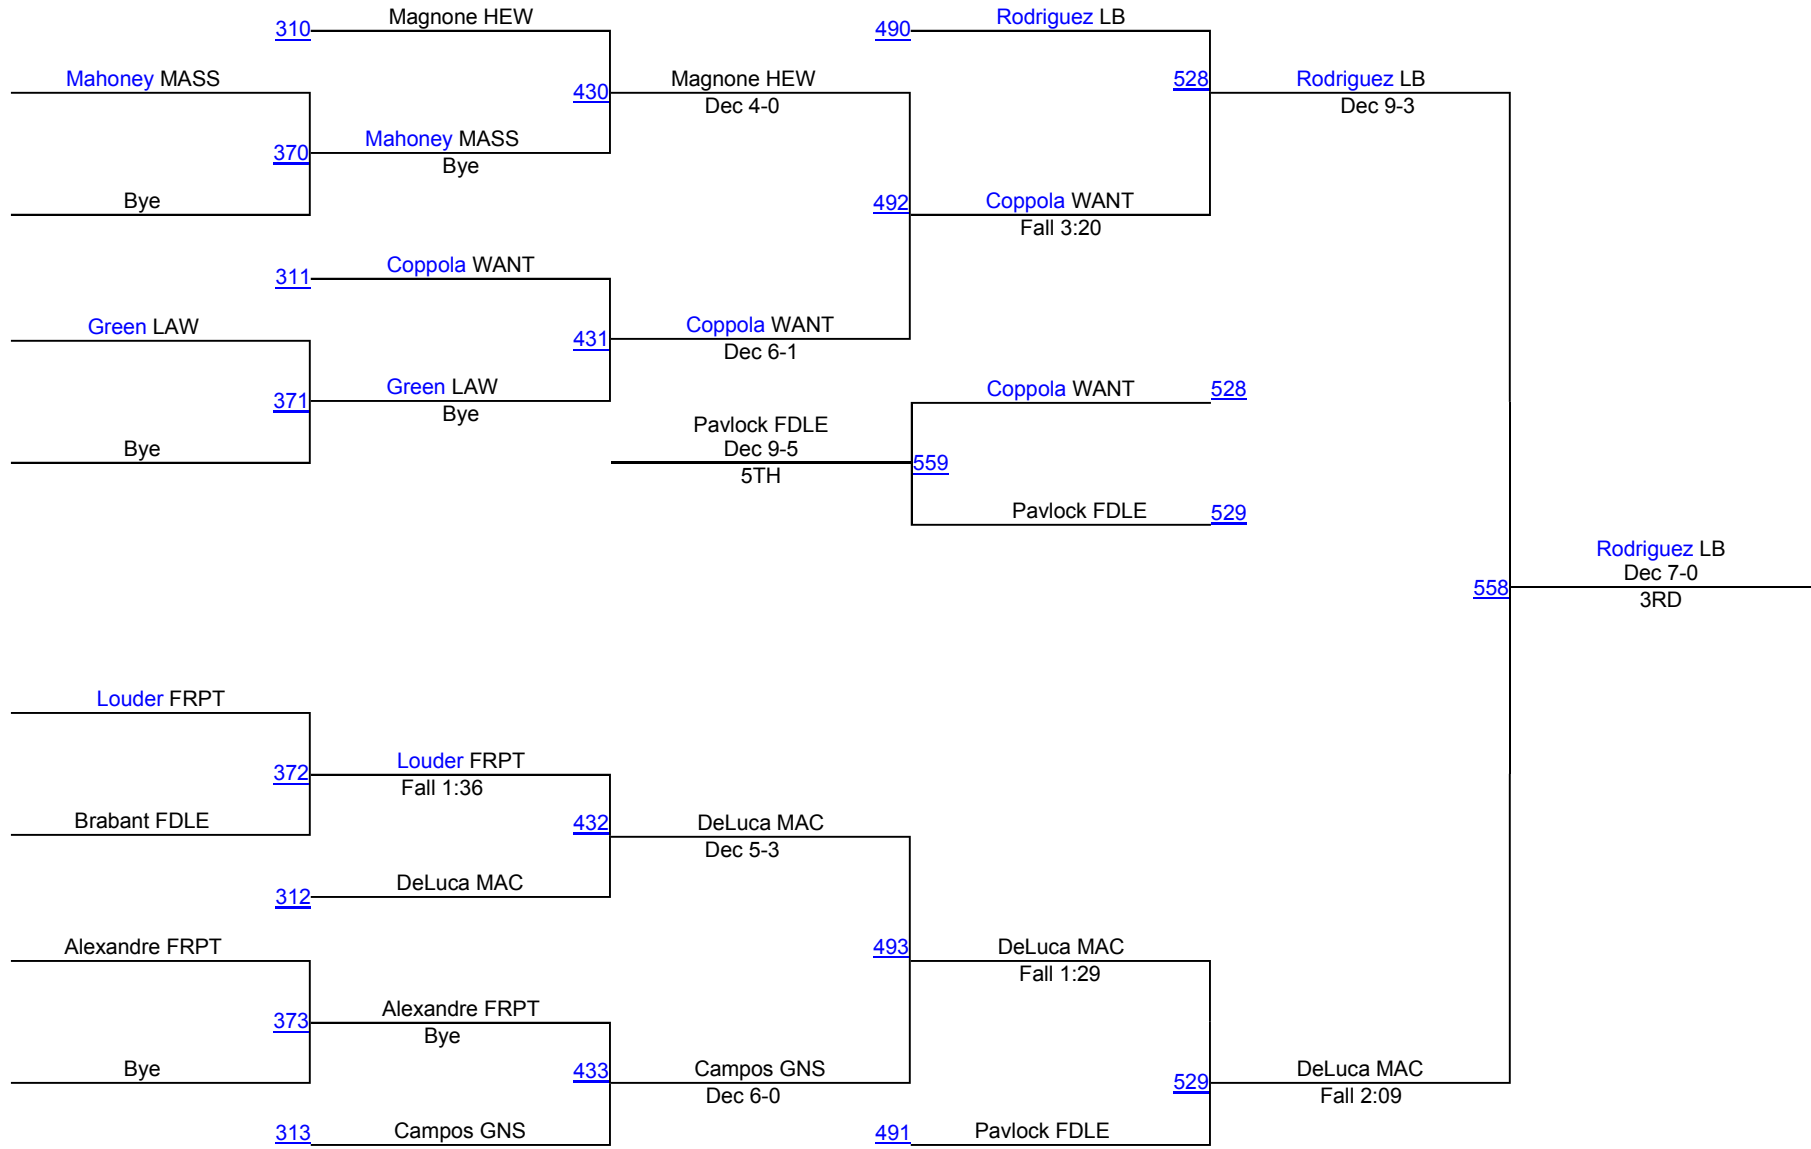 Magnone HEW
310
Rodriguez LB
490
Mahoney MASS
430
Magnone HEW
Dec 4-0
528
Rodriguez LB
Dec 9-3
370
Mahoney MASS
Bye
Bye
492
Coppola WANT
Fall 3:20
311
Coppola WANT
Green LAW
431
Coppola WANT
Dec 6-1
371
Green LAW
Bye
Coppola WANT
528
Bye
Pavlock FDLE
Dec 9-5
5TH
559
Pavlock FDLE
529
Rodriguez LB
Dec 7-0
3RD
558
Louder FRPT
372
Louder FRPT
Fall 1:36
Brabant FDLE
432
DeLuca MAC
Dec 5-3
312
DeLuca MAC
Alexandre FRPT
493
DeLuca MAC
Fall 1:29
373
Alexandre FRPT
Bye
Bye
433
Campos GNS
Dec 6-0
529
DeLuca MAC
Fall 2:09
313
Campos GNS
491
Pavlock FDLE